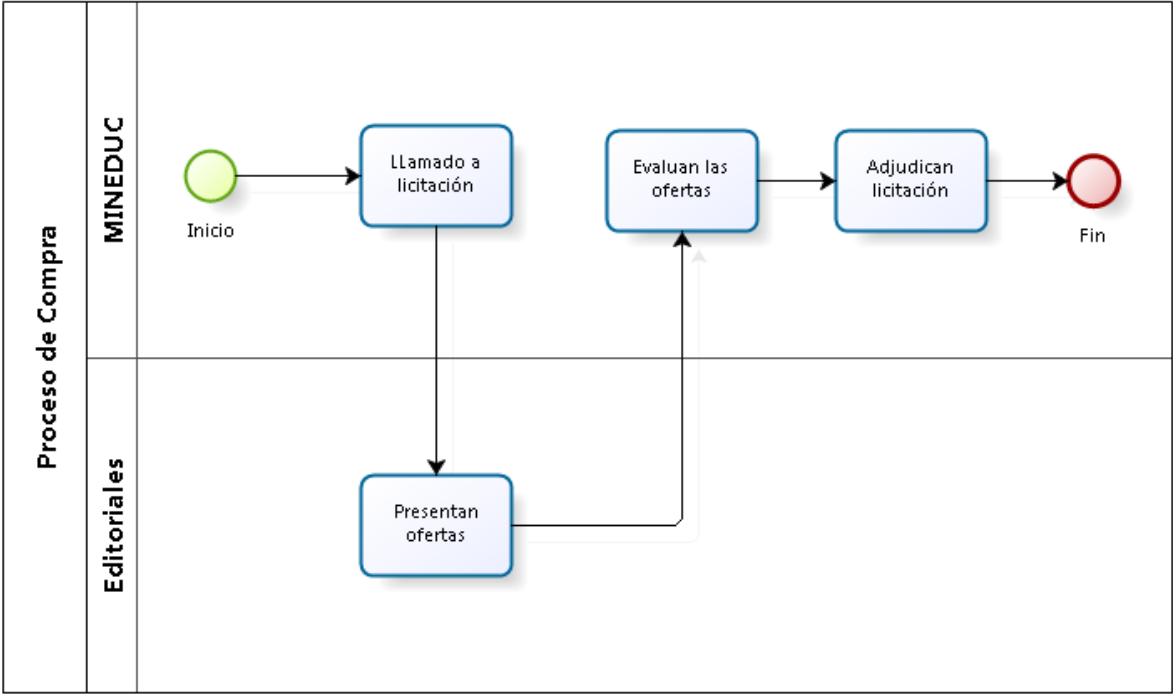 Proceso de Compra
MINEDUC
Inicio
LLamado a
licitación
Evaluan las
ofertas
Adjudican
licitación
Fin
Editoriales
Presentan
ofertas